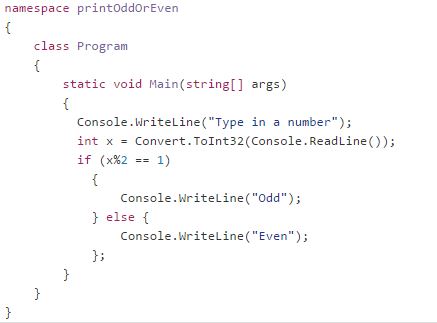 namespace printOddOrEven
{
    class Program
    {
        static void Main(string[] args)
        {
          Console.WriteLine("Type in a number");
          int x = Convert.ToInt32(Console.ReadLine());
          if (x%2 == 1)
            {
                Console.WriteLine("Odd");
            } else {
                Console.WriteLine("Even");
            };
        }
    }
}